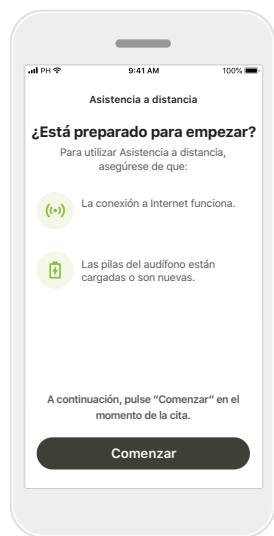 PH
9:41 AM
100%
Asistencia a distancia
¿Está preparado para empezar?
Para utilizar Asistencia a distancia,
asegúrese de que:
La conexión a Internet funciona.
Las pilas del audífono están
cargadas o son nuevas.
A continuación, pulse “Comenzar” en el
momento de la cita.
Comenzar